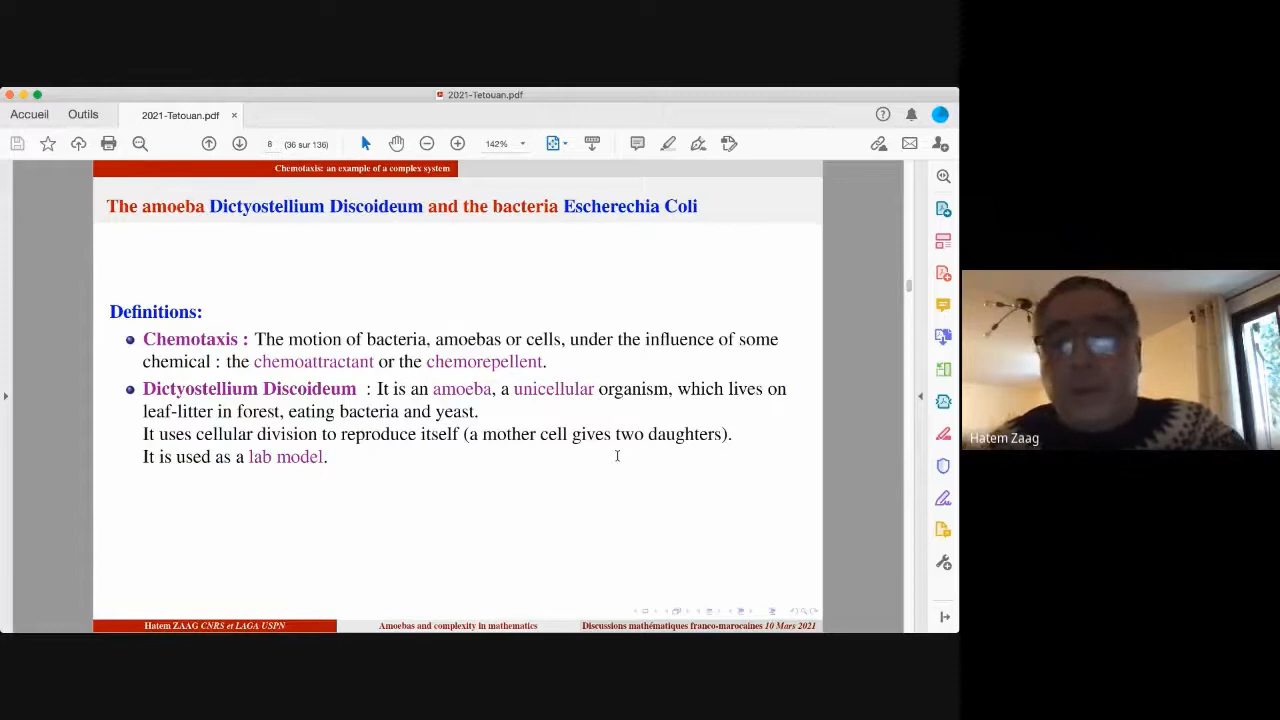 2021-Tetouan.pdf
Accueil Outils 2021-Tetouan.pdf ×
8 (36 sur 136) 142%
Chemotaxis: an example of a complex system
The amoeba Dictyostellium Discoideum and the bacteria Escherechia Coli
Definitions:
Chemotaxis : The motion of bacteria, amoebas or cells, under the influence of some
chemical : the chemoattractant or the chemorepellent.
Dictyostellium Discoideum : It is an amoeba, a unicellular organism, which lives on
leaf-litter in forest, eating bacteria and yeast.
It uses cellular division to reproduce itself (a mother cell gives two daughters).
It is used as a lab model.
Hatem ZAAG CNRS et LAGA USPN Amoebas and complexity in mathematics Discussions mathématiques franco-marocaines 10 Mars 2021
Hatem Zaag